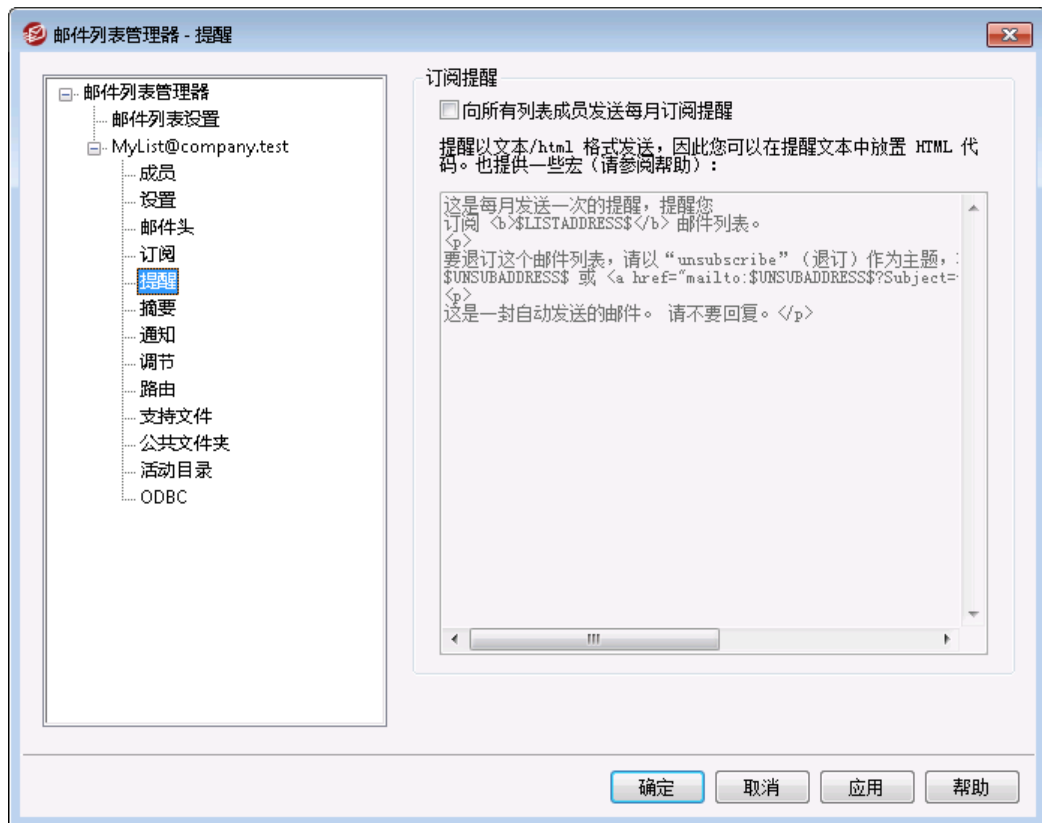 邮件列表管理器 - 提醒
邮件列表管理器
邮件列表设置
MyList@company.test
成员
设置
邮件头
订阅
提醒
摘要
通知
调节
路由
支持文件
公共文件夹
活动目录
ODBC
订阅提醒
向所有列表成员发送每月订阅提醒
提醒以文本/html 格式发送，因此您可以在提醒文本中放置 HTML 代
码。也提供一些宏（请参阅帮助）：
这是每月发送一次的提醒，提醒您
订阅 <b>$LISTADDRESS$</b> 邮件列表。
<p>
要退订这个邮件列表，请以“unsubscribe”（退订）作为主题，
$UNSUBADDRESS$ 或 <a href="mailto:$UNSUBADDRESS$?Subject=
<p>
这是一封自动发送的邮件。 请不要回复。</p>
确定 取消 应用 帮助